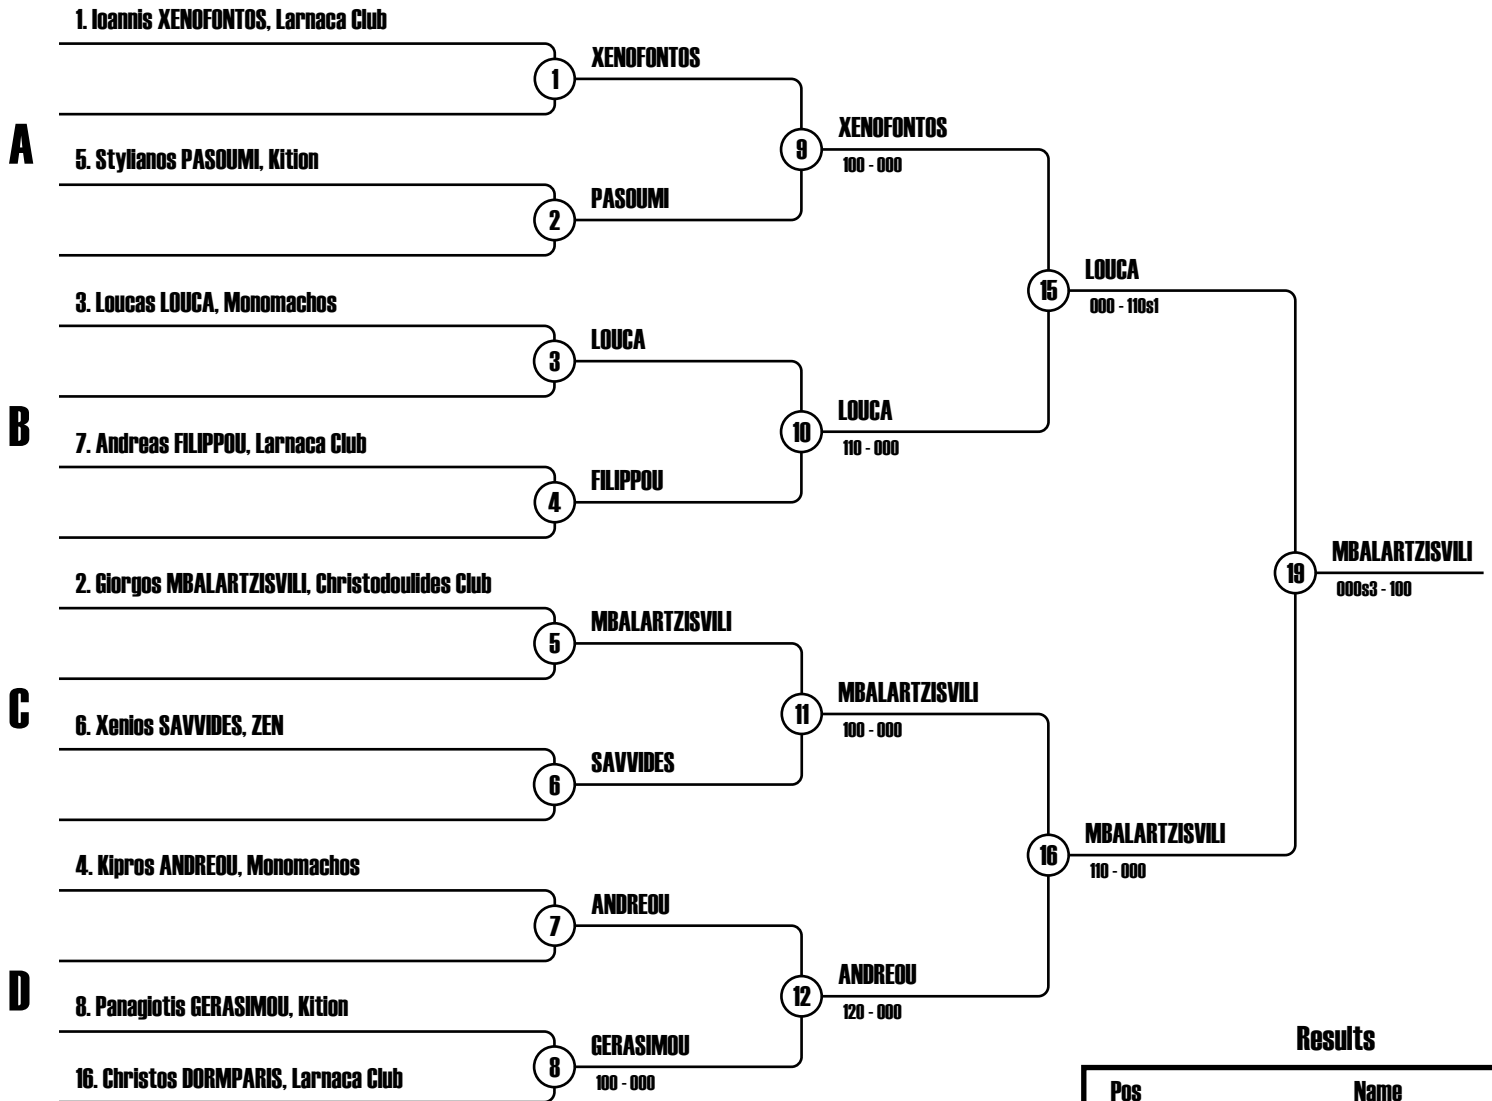 1. Ioannis XENOFONTOS, Larnaca Club
XENOFONTOS
1
A
XENOFONTOS
9
100 - 000
5. Stylianos PASOUMI, Kition
PASOUMI
2
LOUCA
15
000 - 110s1
3. Loucas LOUCA, Monomachos
LOUCA
3
B
LOUCA
10
110 - 000
7. Andreas FILIPPOU, Larnaca Club
FILIPPOU
4
MBALARTZISVILI
19
000s3 - 100
2. Giorgos MBALARTZISVILI, Christodoulides Club
MBALARTZISVILI
5
C
MBALARTZISVILI
11
100 - 000
6. Xenios SAVVIDES, ZEN
SAVVIDES
6
MBALARTZISVILI
16
110 - 000
4. Kipros ANDREOU, Monomachos
ANDREOU
7
D
ANDREOU
12
120 - 000
8. Panagiotis GERASIMOU, Kition
GERASIMOU
8
100 - 000
16. Christos DORMPARIS, Larnaca Club
Results
Pos Name